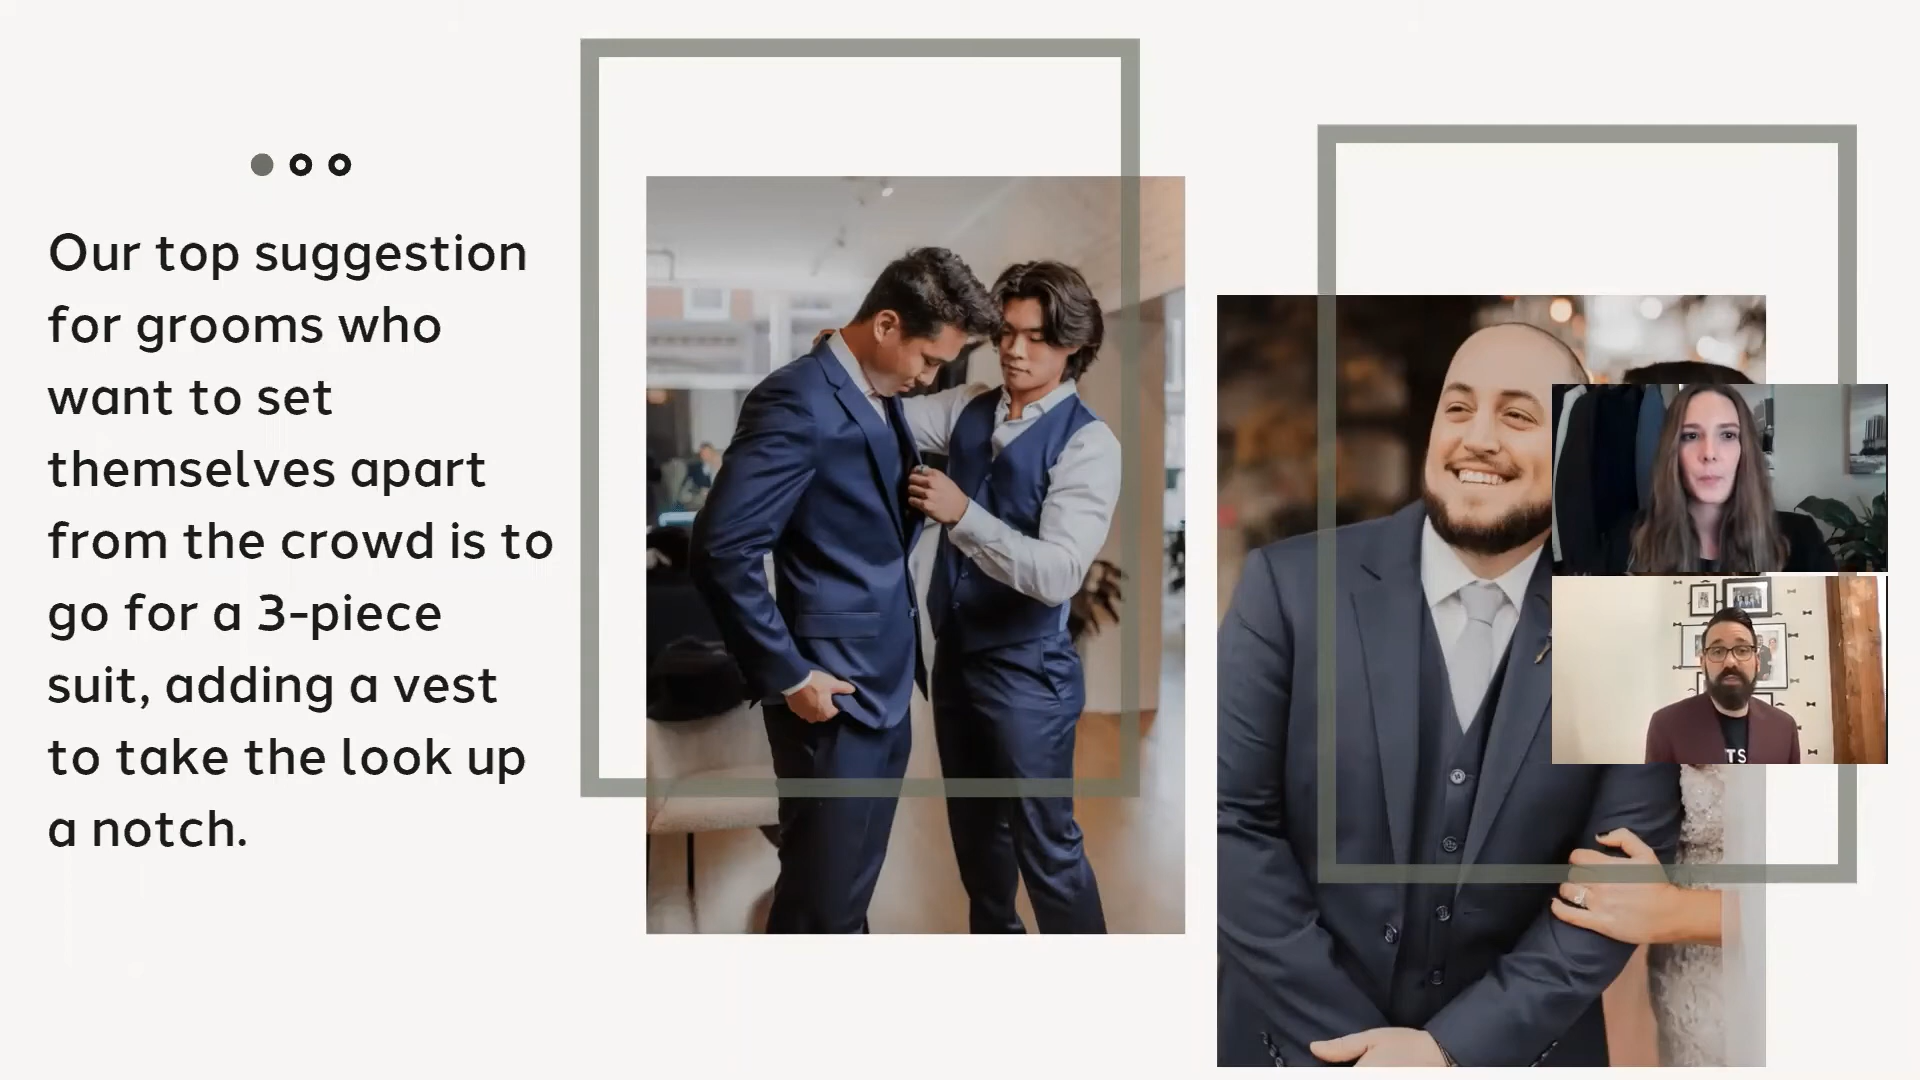 Our top suggestion
for grooms who
want to set
themselves apart
from the crowd is to
go for a 3-piece
suit, adding a vest
to take the look up
a notch.
TS